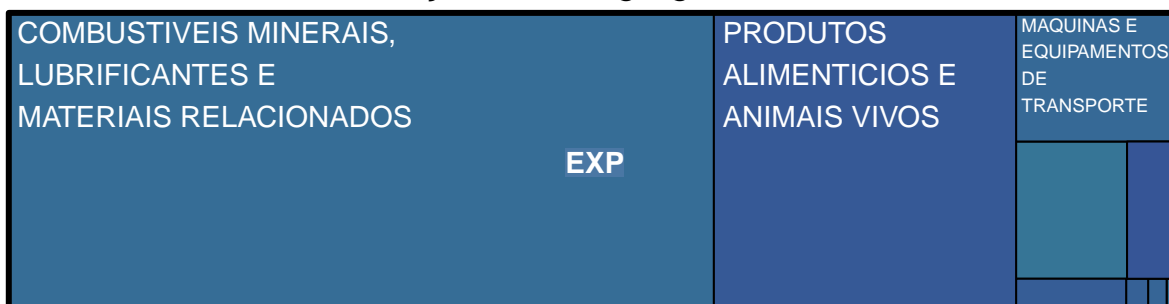 COMBUSTIVEIS MINERAIS,
LUBRIFICANTES E
MATERIAIS RELACIONADOS
EXP
PRODUTOS
ALIMENTICIOS E
ANIMAIS VIVOS
MAQUINAS E
EQUIPAMENTOS
DE
TRANSPORTE